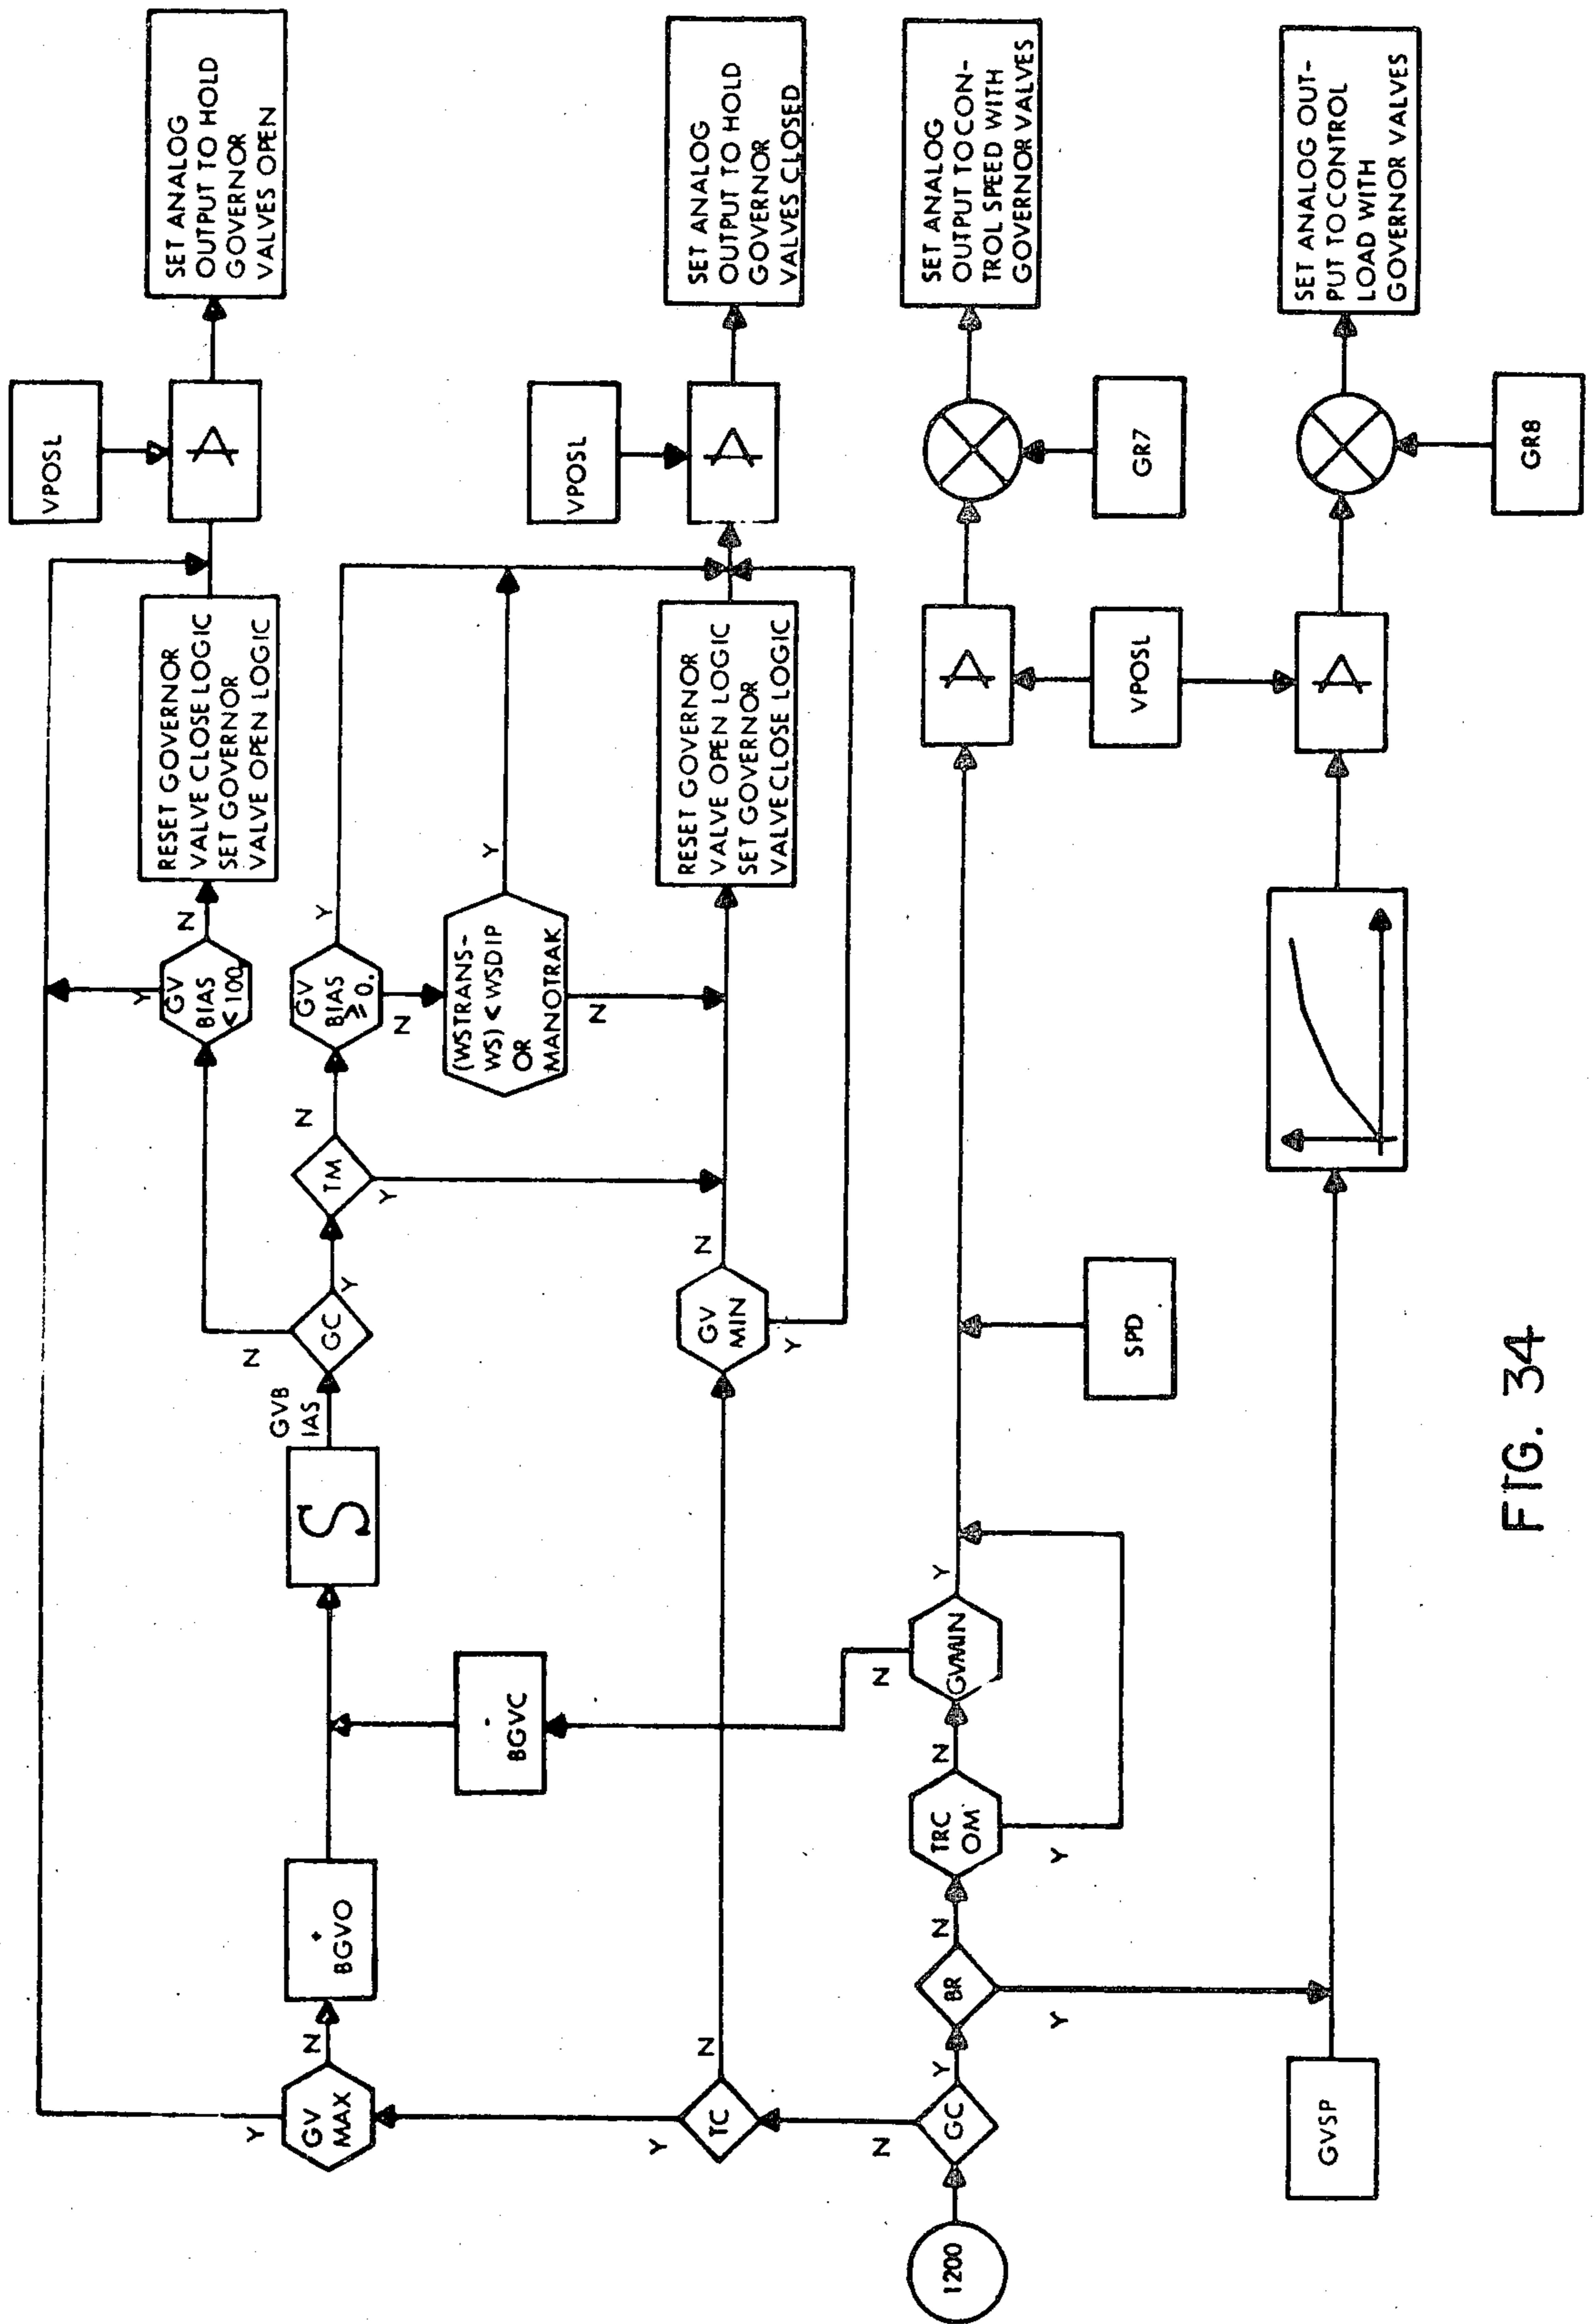 1200
GC
N
Y
TC
Y
N
GV
MAX
Y
N
+
BGVO
-
BGVC
S
GVB
IAS
GC
N
Y
TM
N
Y
GV
BIAS
<100
Y
N
RESET GOVERNOR
VALVE CLOSE LOGIC
SET GOVERNOR
VALVE OPEN LOGIC
VPOSL
A
SET ANALOG
OUTPUT TO HOLD
GOVERNOR
VALVES OPEN
GV
BIAS
≥ 0.
Y
N
(WSTRANS-
WS) < WSDIP
OR
MANOTRAK
Y
N
GV
MIN
N
Y
RESET GOVERNOR
VALVE OPEN LOGIC
SET GOVERNOR
VALVE CLOSE LOGIC
VPOSL
A
SET ANALOG
OUTPUT TO HOLD
GOVERNOR
VALVES CLOSED
BR
N
Y
TRC
OM
N
Y
GVMIN
N
Y
SPD
A
VPOSL
GR7
SET ANALOG
OUTPUT TO CON-
TROL SPEED WITH
GOVERNOR VALVES
GVSP
A
GR8
SET ANALOG OUT-
PUT TO CONTROL
LOAD WITH
GOVERNOR VALVES
FIG. 34